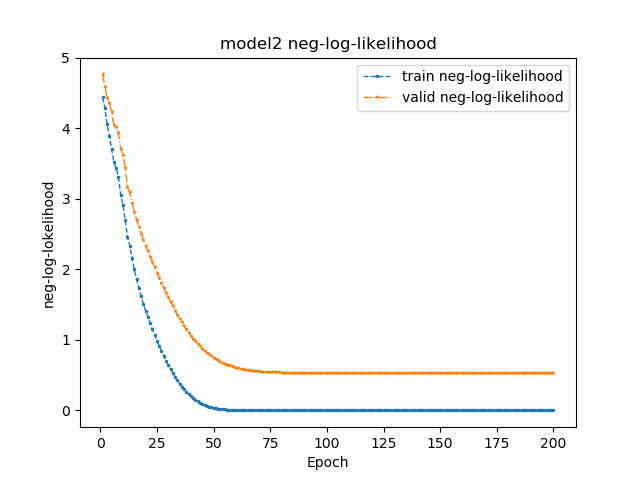 model2 neg-log-likelihood
train neg-log-likelihood
valid neg-log-likelihood
5
4
3
2
1
0
neg-log-lokelihood
0 25 50 75 100 125 150 175 200
Epoch